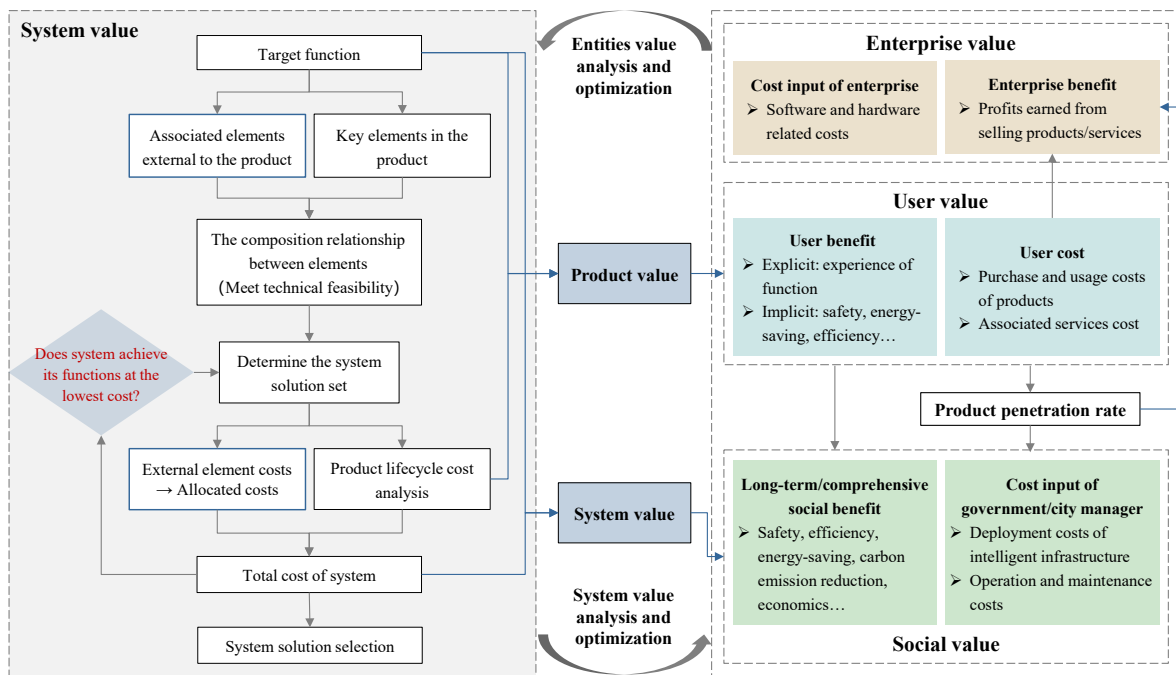 System value
Target function
Associated elements
external to the product
Key elements in the
product
The composition relationship
between elements
(Meet technical feasibility)
Does system achieve
its functions at the
lowest cost?
Determine the system
solution set
External element costs
→ Allocated costs
Product lifecycle cost
analysis
Total cost of system
System solution selection
Entities value
analysis and
optimization
Product value
System value
System value
analysis and
optimization
Enterprise value
Cost input of enterprise
➢ Software and hardware
related costs
Enterprise benefit
➢ Profits earned from
selling products/services
User value
User benefit
➢ Explicit: experience of
function
➢ Implicit: safety, energy-
saving, efficiency…
User cost
➢ Purchase and usage costs
of products
➢ Associated services cost
Product penetration rate
Long-term/comprehensive
social benefit
➢ Safety, efficiency,
energy-saving, carbon
emission reduction,
economics…
Cost input of
government/city manager
➢ Deployment costs of
intelligent infrastructure
➢ Operation and maintenance
costs
Social value